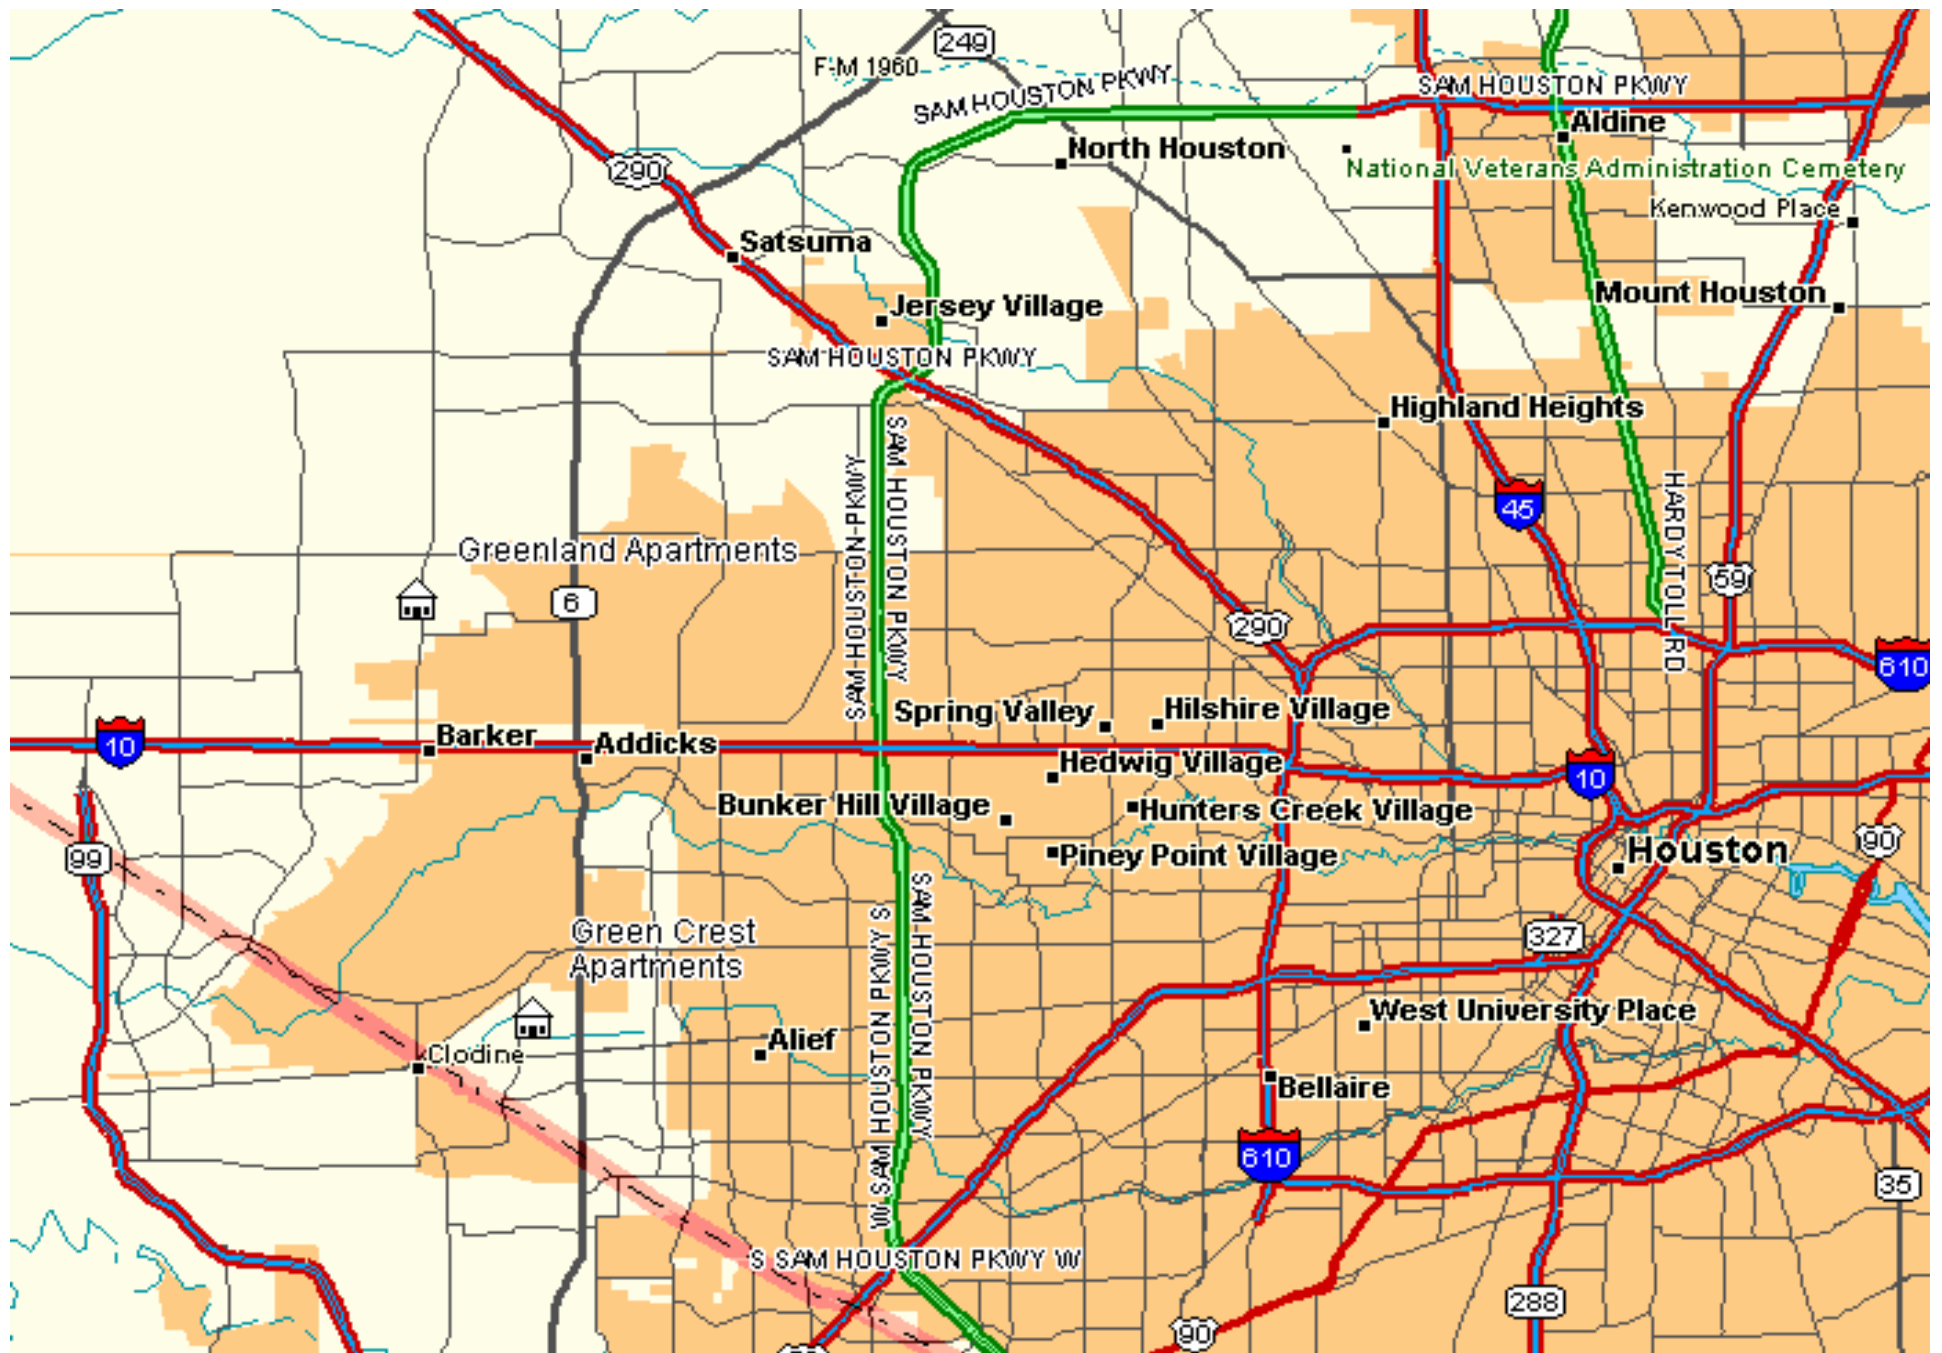 249
F-M 1960
SAM HOUSTON PKWY
SAM HOUSTON PKWY
Aldine
North Houston
National Veterans Administration Cemetery
290
Kenwood Place
Satsuma
Mount Houston
Jersey Village
SAM HOUSTON PKWY
Highland Heights
SAM HOUSTON PKWY
SAM HOUSTON PKWY
HARDY TOLL RD
45
Greenland Apartments
59
6
290
610
Spring Valley
Hilshire Village
10
Barker
Addicks
Hedwig Village
10
Bunker Hill Village
Hunters Creek Village
90
99
Piney Point Village
Houston
SAM HOUSTON PKWY
W SAM HOUSTON PKWY S
Green Crest
Apartments
327
West University Place
Alief
Clodine
Bellaire
610
35
S SAM HOUSTON PKWY W
288
90